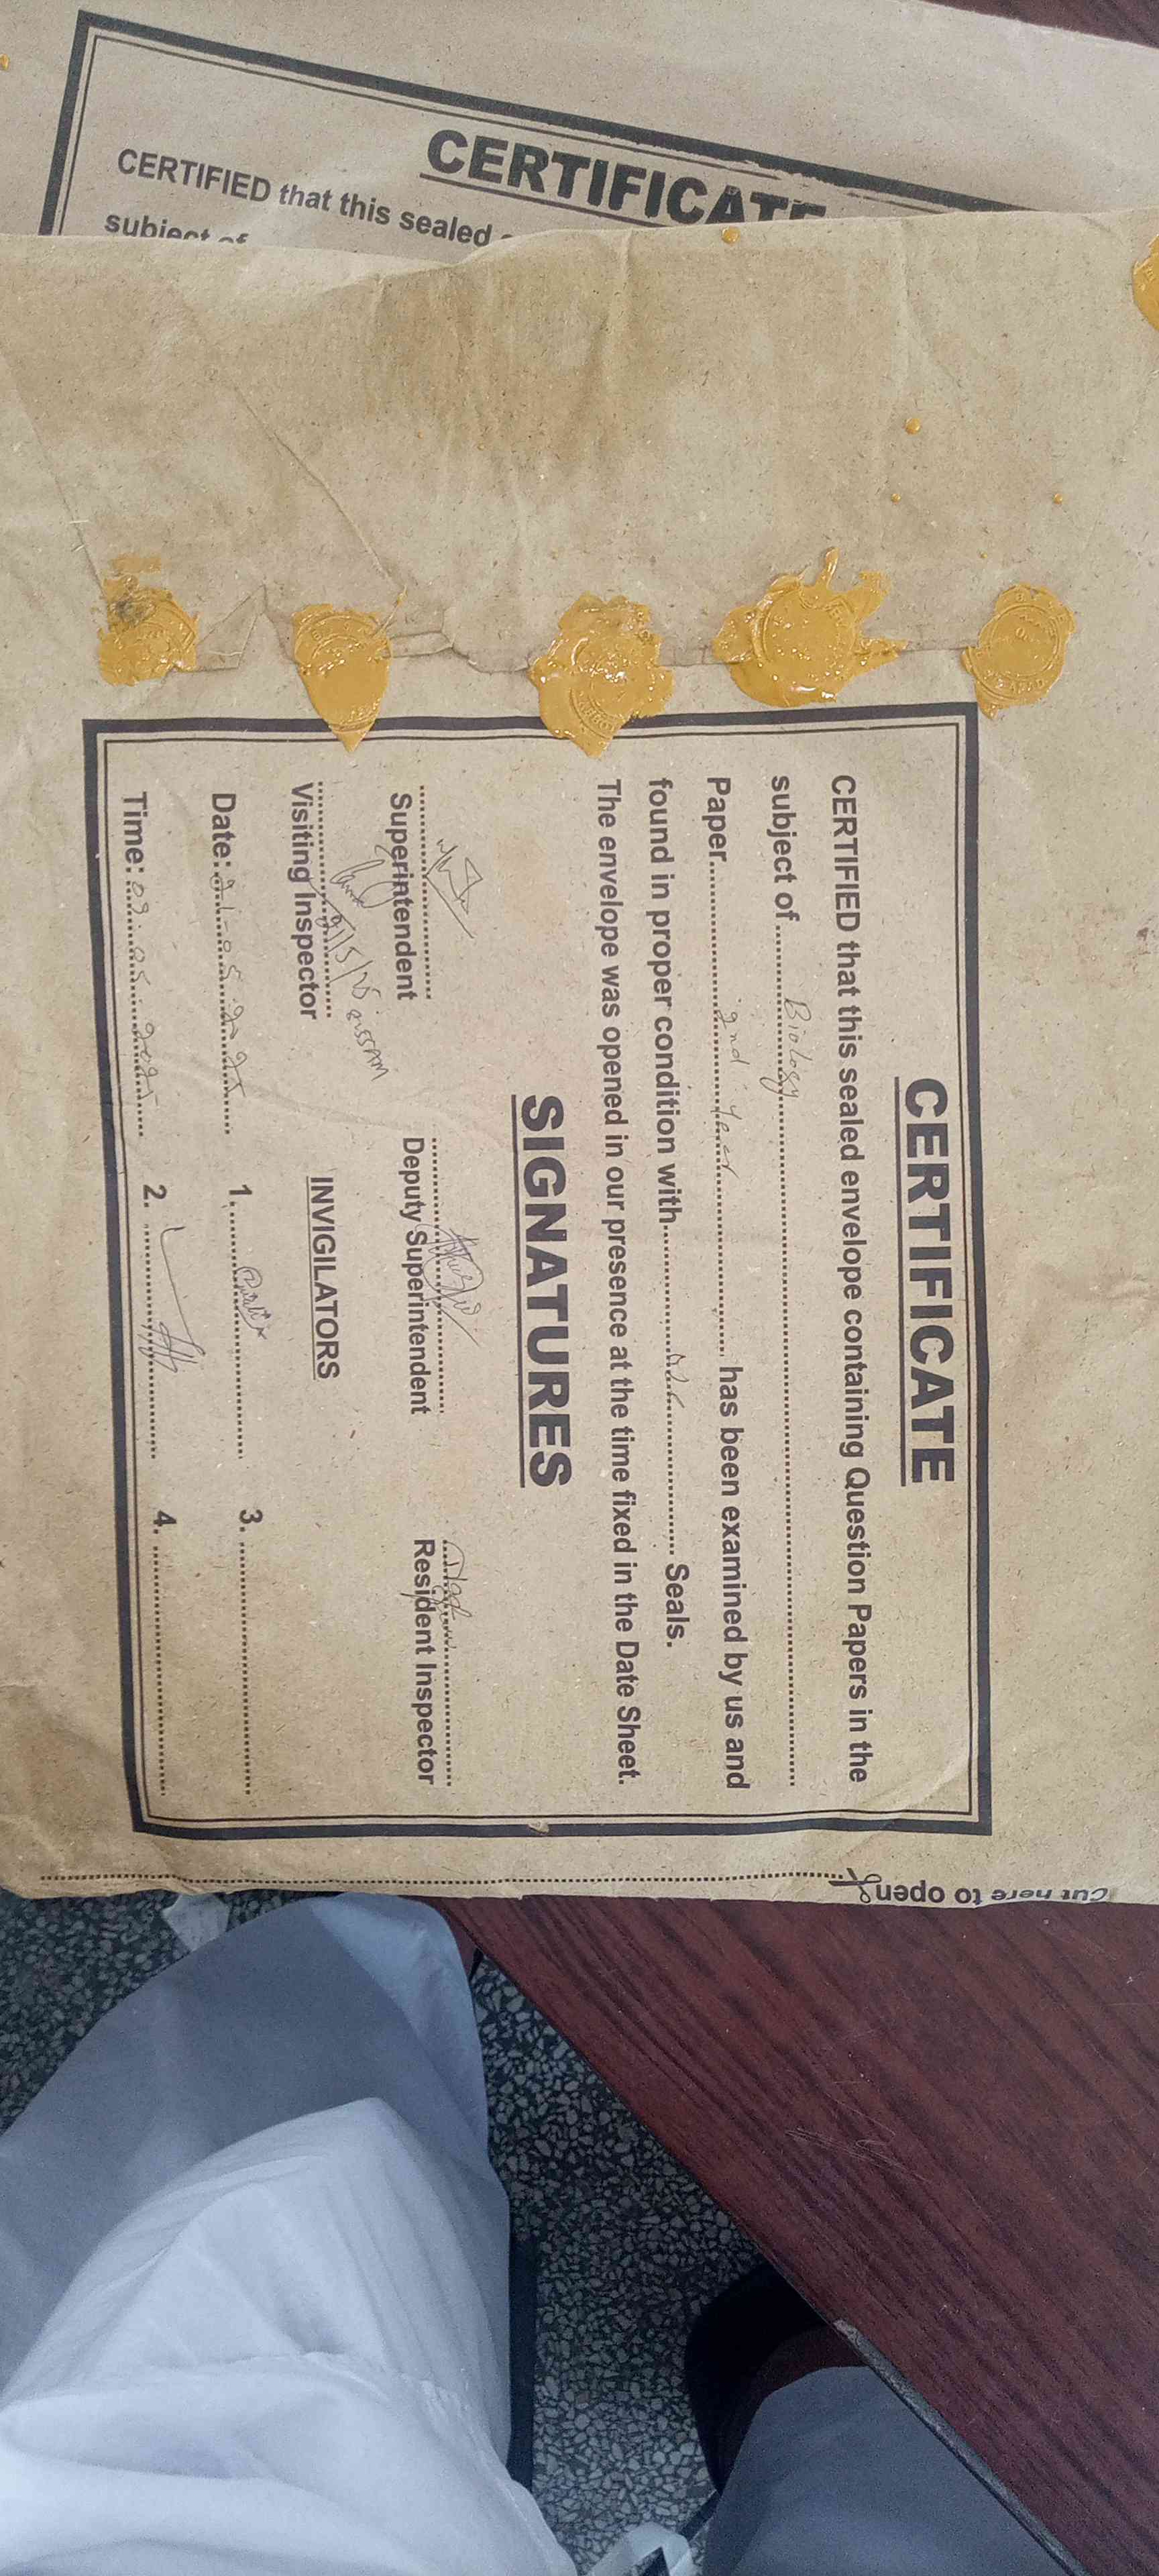 CERTIFICATE
CERTIFIED that this sealed
subject of
CERTIFICATE
CERTIFIED that this sealed envelope containing Question Papers in the
subject of Biology
Paper 2nd Year has been examined by us and
found in proper condition with Seals.
The envelope was opened in our presence at the time fixed in the Date Sheet.
SIGNATURES
Superintendent Deputy Superintendent Resident Inspector
Visiting Inspector
INVIGILATORS
Date: 1. 3.
Time: 2. 4.
Cut here to open